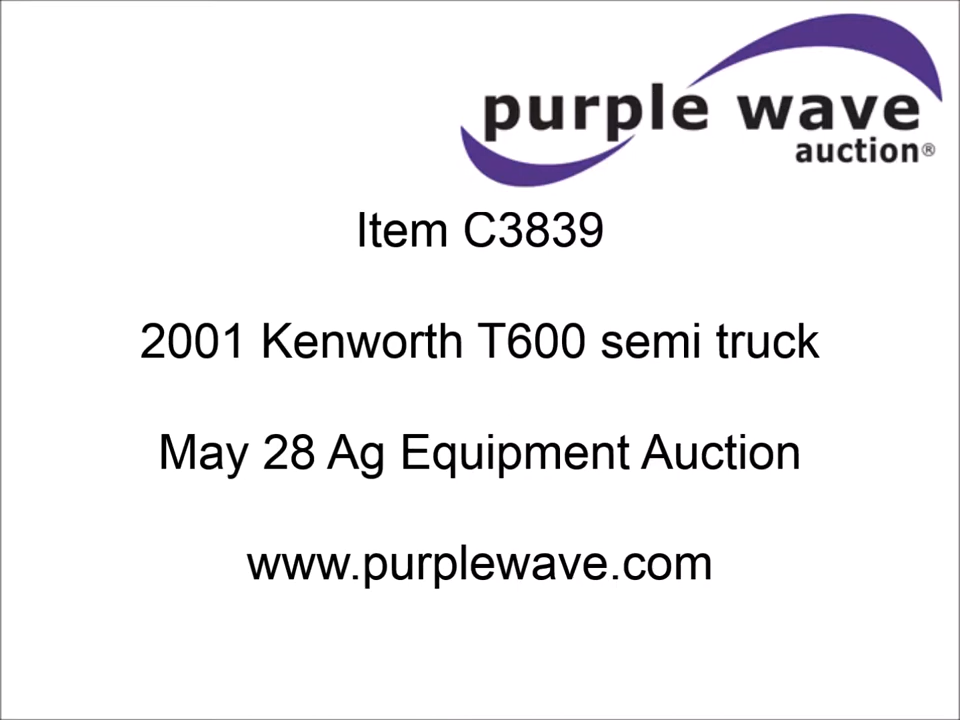 purple wave
auction®
Item C3839
2001 Kenworth T600 semi truck
May 28 Ag Equipment Auction
www.purplewave.com